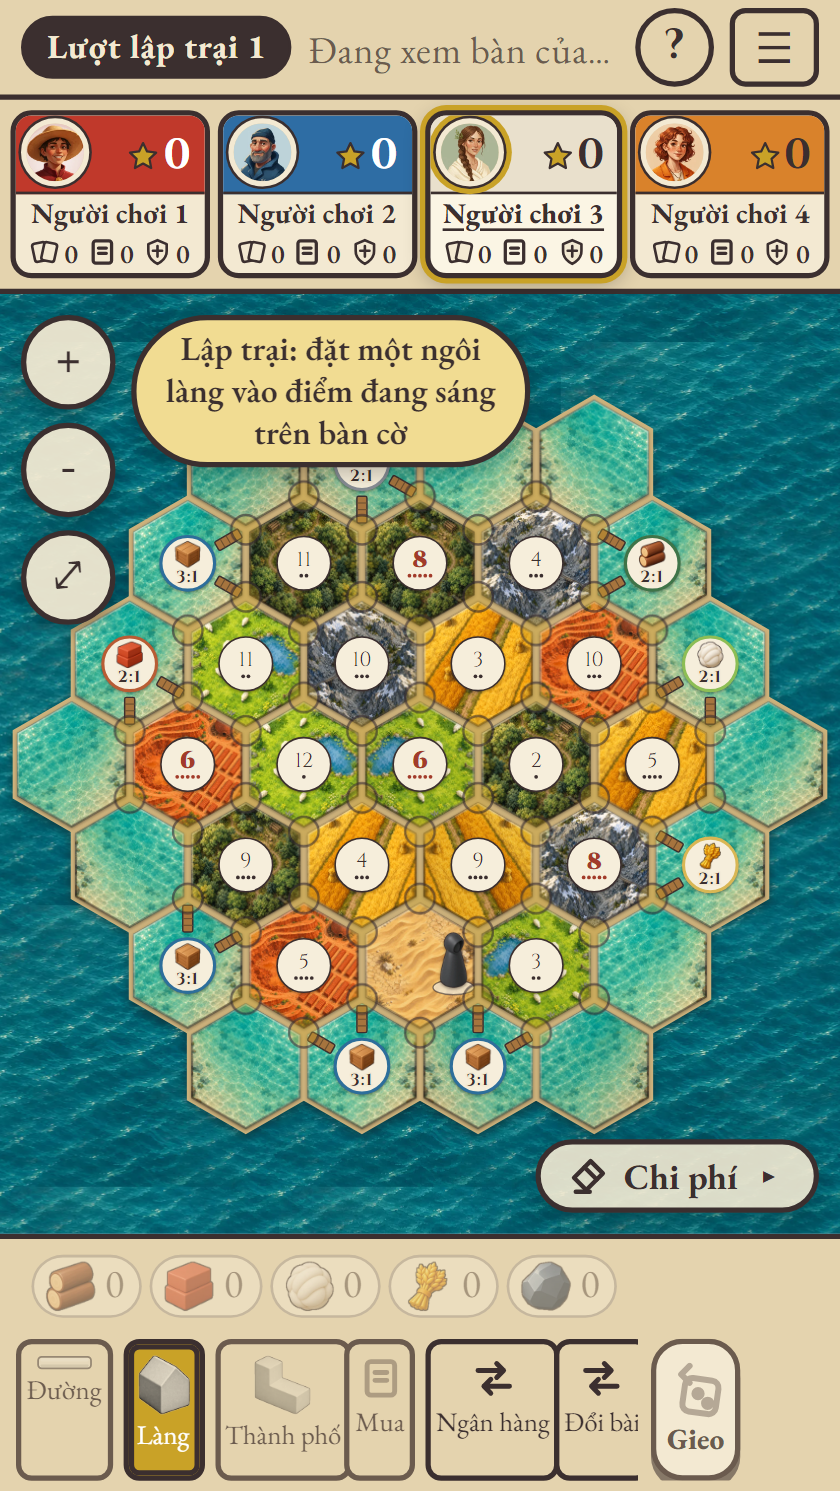 Lượt lập trại 1
Đang xem bàn của...
?
0
0
0
0
Người chơi 1
Người chơi 2
Người chơi 3
Người chơi 4
0 0 0
0 0 0
0 0 0
0 0 0
+
-
Lập trại: đặt một ngôi
làng vào điểm đang sáng
trên bàn cờ
2:1
3:1
11
8
4
2:1
2:1
11
10
3
10
2:1
6
12
6
2
5
9
4
9
8
2:1
3:1
5
3
3:1
3:1
Chi phí
0
0
0
0
0
Đường
Làng
Thành phố
Mua
Ngân hàng
Đổi bài
Gieo